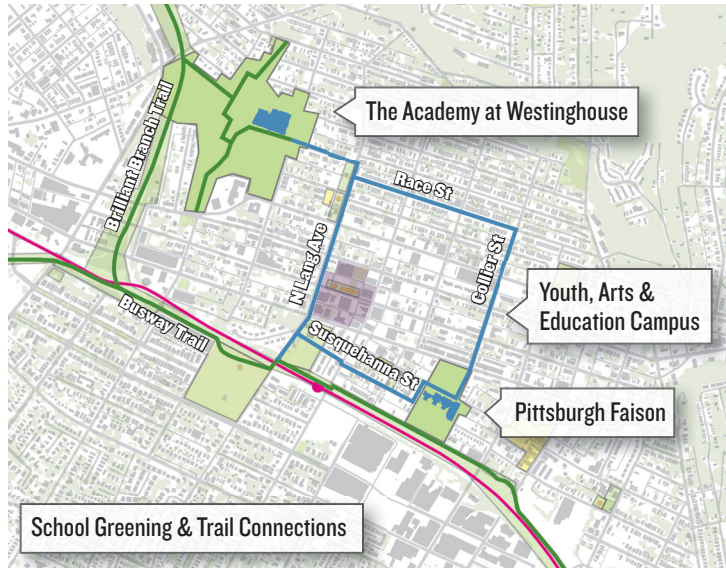 The Academy at Westinghouse
Brilliant Branch Trail
Race St
N Lang Ave
Collier St
Youth, Arts &
Education Campus
Busway Trail
Susquehanna St
Pittsburgh Faison
School Greening & Trail Connections